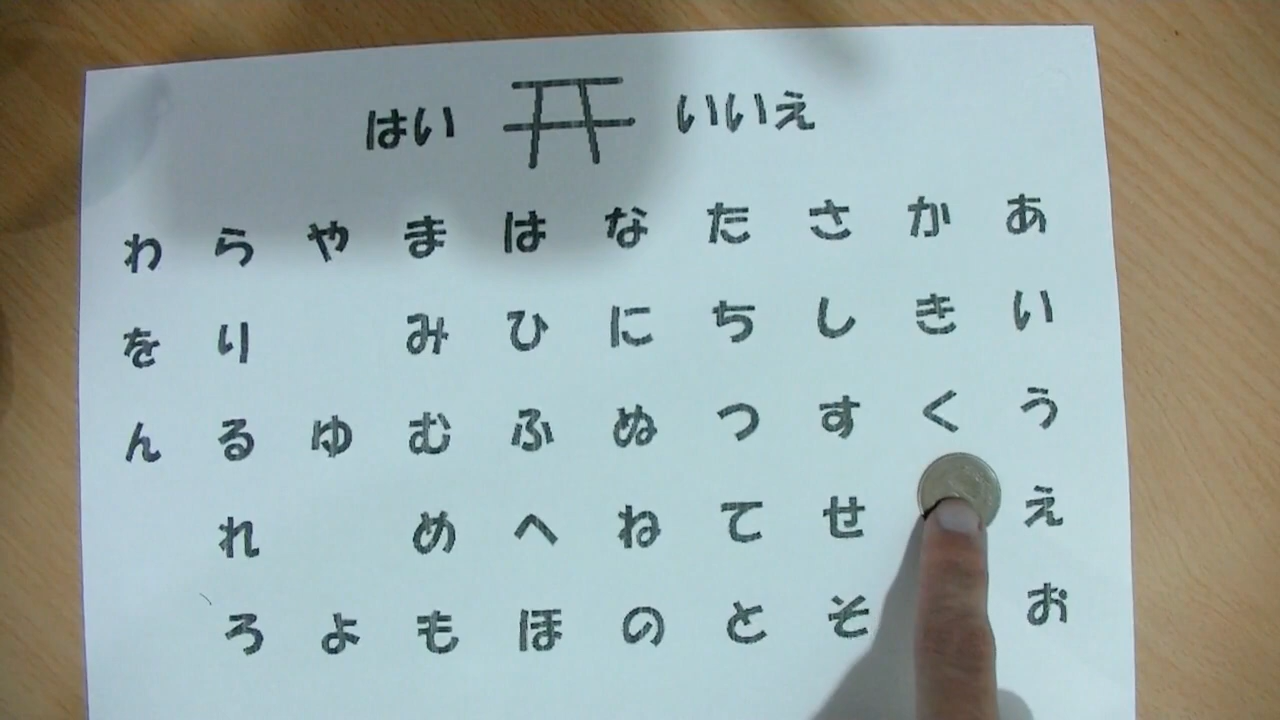 はい いいえ
あいうえお
かきく
さしすせそ
たちつてと
なにぬねの
はひふへほ
まみむめも
やゆよ
らりるれろ
わをん